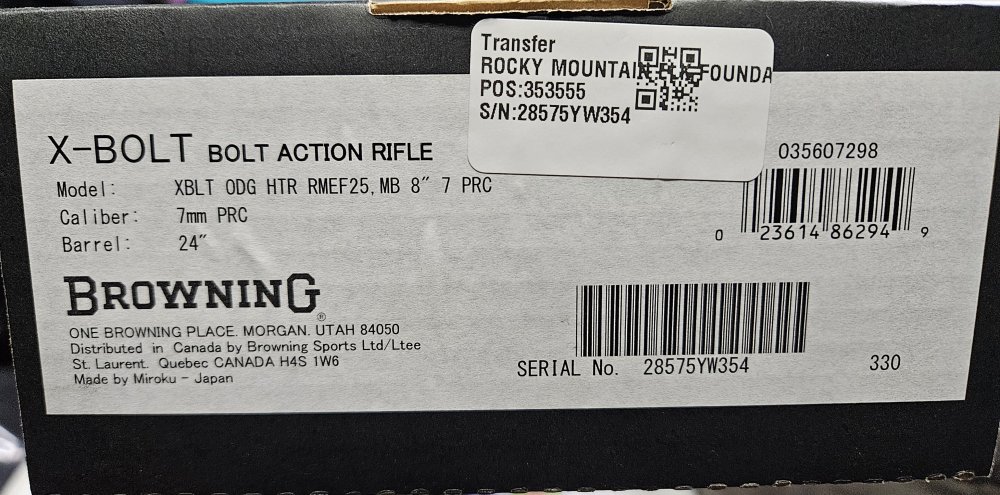 Transfer
ROCKY MOUNTAIN ELK FOUNDA
POS:353555
S/N:28575YW354
X-BOLT BOLT ACTION RIFLE
Model: XBLT ODG HTR RMEF25,MB 8" 7 PRC
Caliber: 7mm PRC
Barrel: 24"
035607298
0 23614 86294 9
BROWNING®
ONE BROWNING PLACE. MORGAN. UTAH 84050
Distributed in Canada by Browning Sports Ltd/Ltee
St. Laurent. Quebec CANADA H4S 1W6
Made by Miroku - Japan
SERIAL No. 28575YW354
330